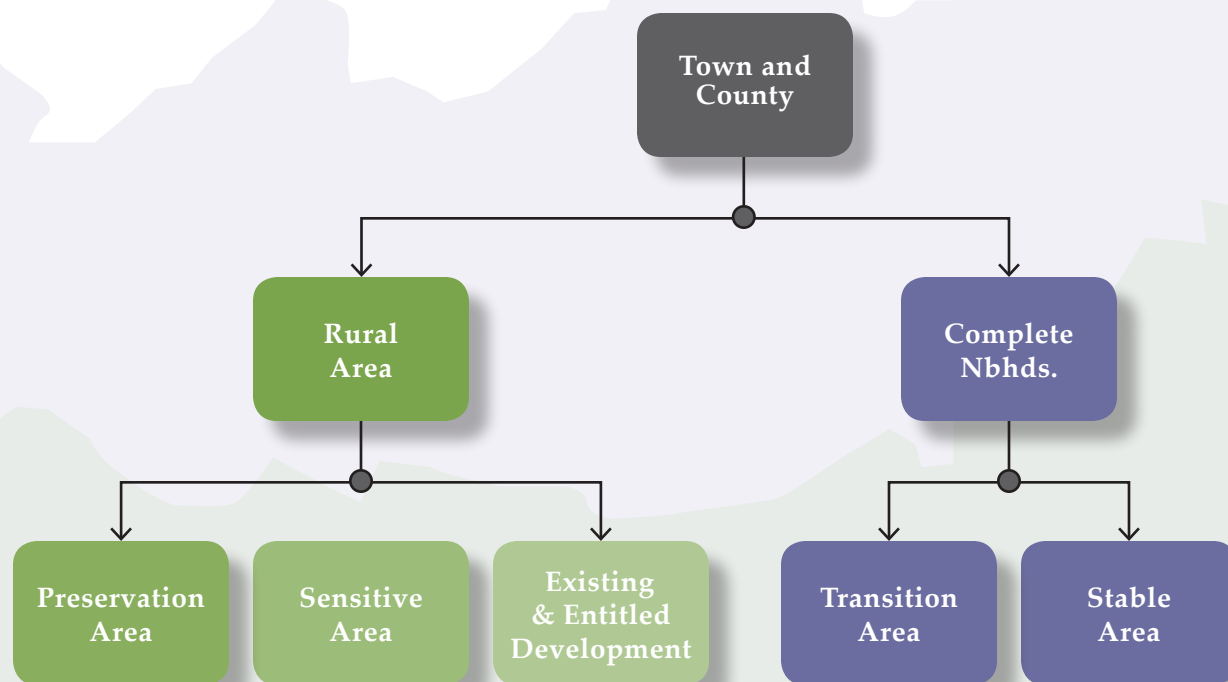 Town and
County
Rural
Area
Complete
Nbhds.
Preservation
Area
Sensitive
Area
Existing
& Entitled
Development
Transition
Area
Stable
Area